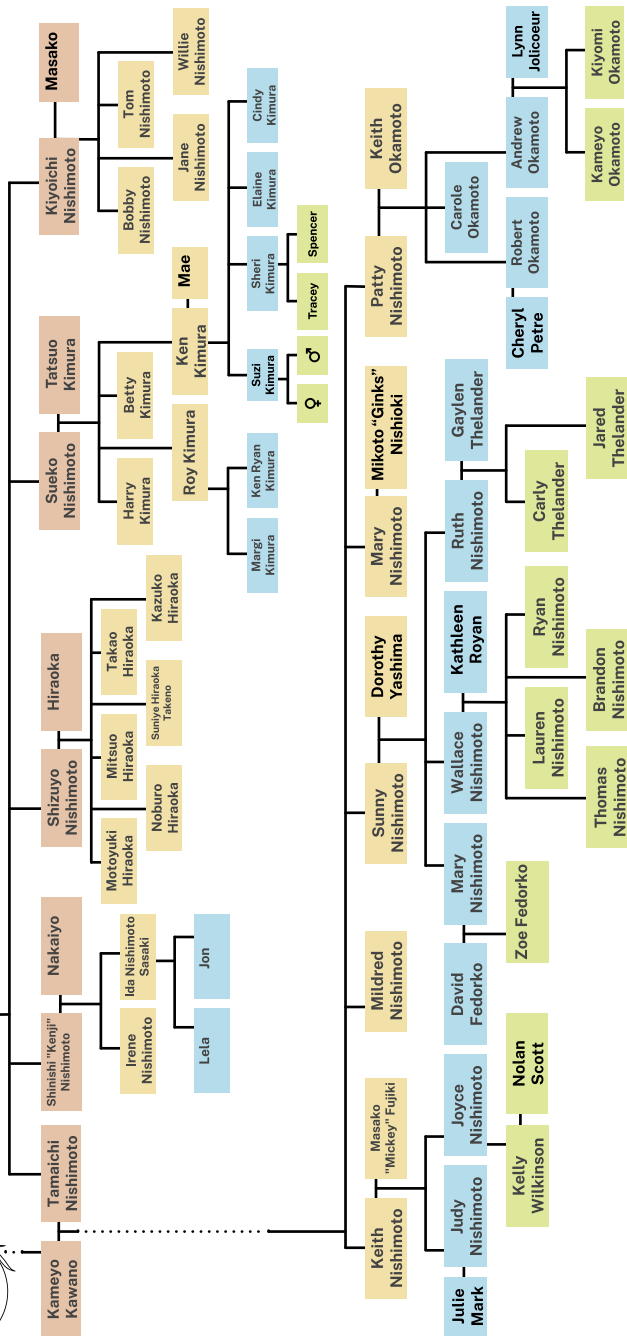 Kameyo
Kawano
Tamaichi
Nishimoto
Shinishi "Kenji"
Nishimoto
Nakaiyo
Shizuyo
Nishimoto
Hiraoka
Sueko
Nishimoto
Tatsuo
Kimura
Kiyoichi
Nishimoto
Masako
Irene
Nishimoto
Ida Nishimoto
Sasaki
Lela
Jon
Motoyuki
Hiraoka
Mitsuo
Hiraoka
Takao
Hiraoka
Noburo
Hiraoka
Suniye Hiraoka
Takeno
Kazuko
Hiraoka
Harry
Kimura
Betty
Kimura
Roy Kimura
Ken
Kimura
Mae
Margi
Kimura
Ken Ryan
Kimura
Suzi
Kimura
Sheri
Kimura
Elaine
Kimura
Cindy
Kimura
♀
♂
Tracey
Spencer
Bobby
Nishimoto
Tom
Nishimoto
Jane
Nishimoto
Willie
Nishimoto
Keith
Nishimoto
Masako
"Mickey" Fujiki
Mildred
Nishimoto
Sunny
Nishimoto
Dorothy
Yashima
Mary
Nishimoto
Mikoto “Ginks”
Nishioki
Patty
Nishimoto
Keith
Okamoto
Julie
Mark
Judy
Nishimoto
Joyce
Nishimoto
David
Fedorko
Mary
Nishimoto
Wallace
Nishimoto
Kathleen
Royan
Ruth
Nishimoto
Gaylen
Thelander
Carole
Okamoto
Cheryl
Petre
Robert
Okamoto
Andrew
Okamoto
Lynn
Jolicoeur
Kelly
Wilkinson
Nolan
Scott
Zoe Fedorko
Lauren
Nishimoto
Ryan
Nishimoto
Carly
Thelander
Thomas
Nishimoto
Brandon
Nishimoto
Jared
Thelander
Kameyo
Okamoto
Kiyomi
Okamoto